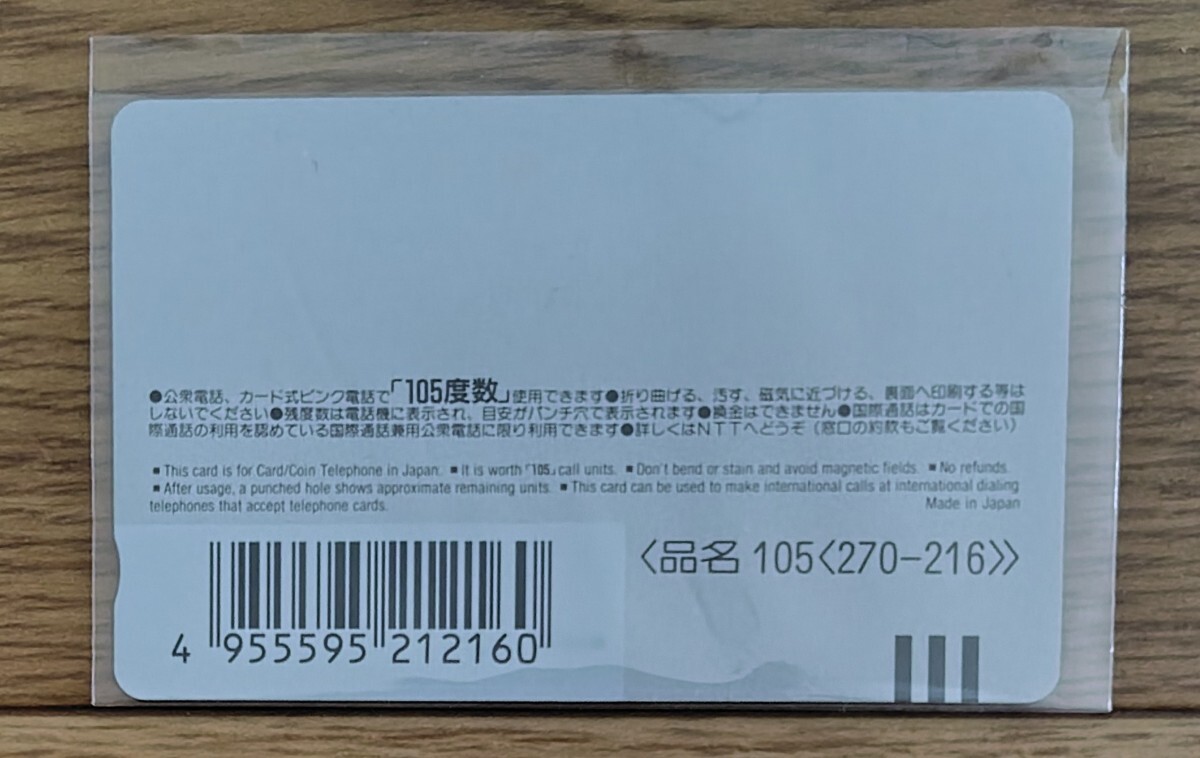 ●公衆電話、カード式ピンク電話で「105度数」使用できます●折り曲げる、汚す、磁気に近づける、裏面へ印刷する等は
しないでください●残度数は電話機に表示され、目安がパンチ穴で表示されます●換金はできません●国際通話はカードでの国
際通話の利用を認めている国際通話兼用公衆電話に限り利用できます●詳しくはNTTへどうぞ（窓口の約款もご覧ください）
■This card is for Card/Coin Telephone in Japan. ■It is worth「105」call units. ■Don't bend or stain and avoid magnetic fields. ■No refunds.
■After usage, a punched hole shows approximate remaining units. ■This card can be used to make international calls at international dialing
telephones that accept telephone cards. Made in Japan
〈品名 105〈270-216〉〉
4 955595 212160